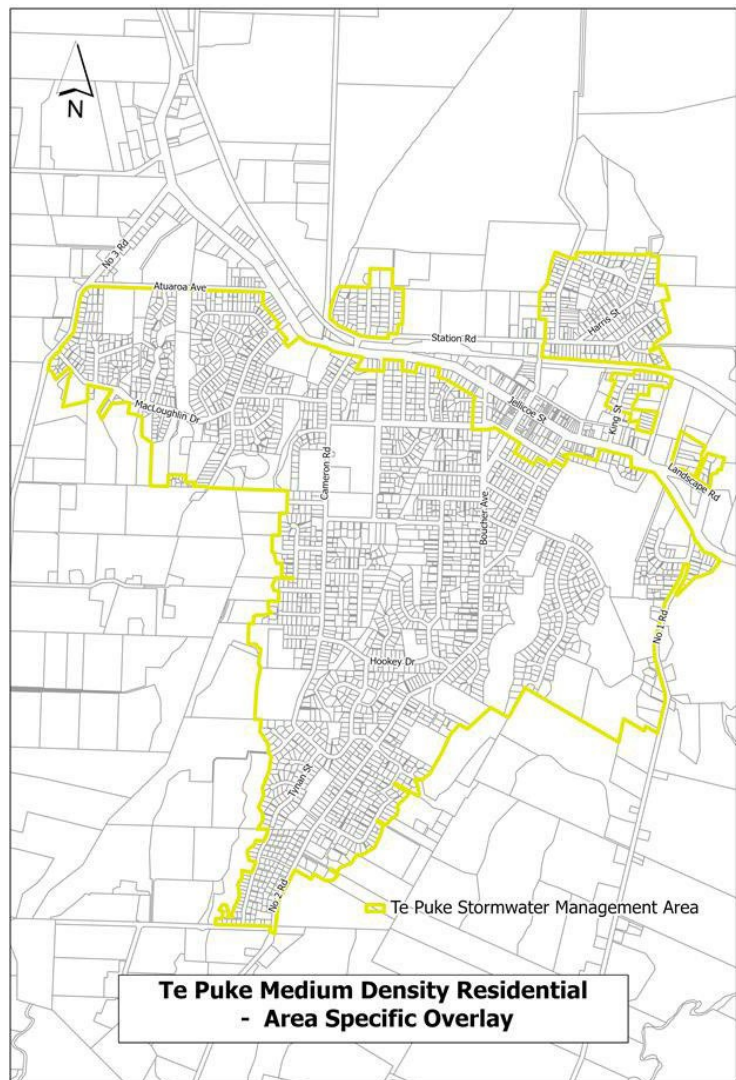 N
No 3 Rd
Atuaroa Ave
Station Rd
Harris St
MacLoughlin Dr
Jellicoe St
King St
Cameron Rd
Boucher Ave
Landscape Rd
No 1 Rd
Hookey Dr
Tynan St
No 2 Rd
Te Puke Stormwater Management Area
Te Puke Medium Density Residential
- Area Specific Overlay